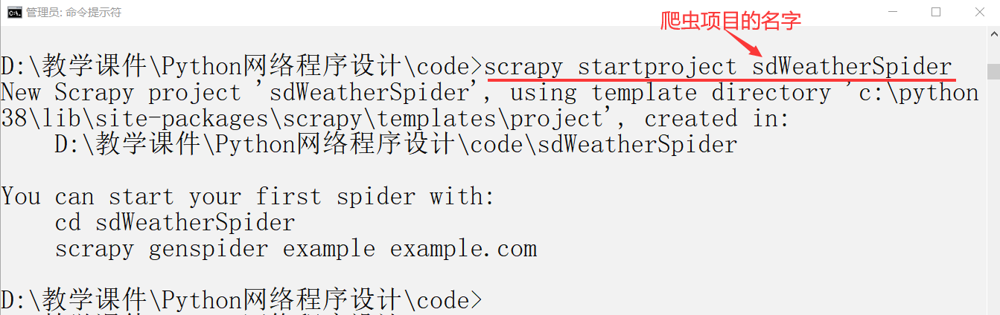 管理员: 命令提示符
爬虫项目的名字
D:\教学课件\Python网络程序设计\code>scrapy startproject sdWeatherSpider
New Scrapy project 'sdWeatherSpider', using template directory 'c:\python
38\lib\site-packages\scrapy\templates\project', created in:
    D:\教学课件\Python网络程序设计\code\sdWeatherSpider
You can start your first spider with:
    cd sdWeatherSpider
    scrapy genspider example example.com
D:\教学课件\Python网络程序设计\code>